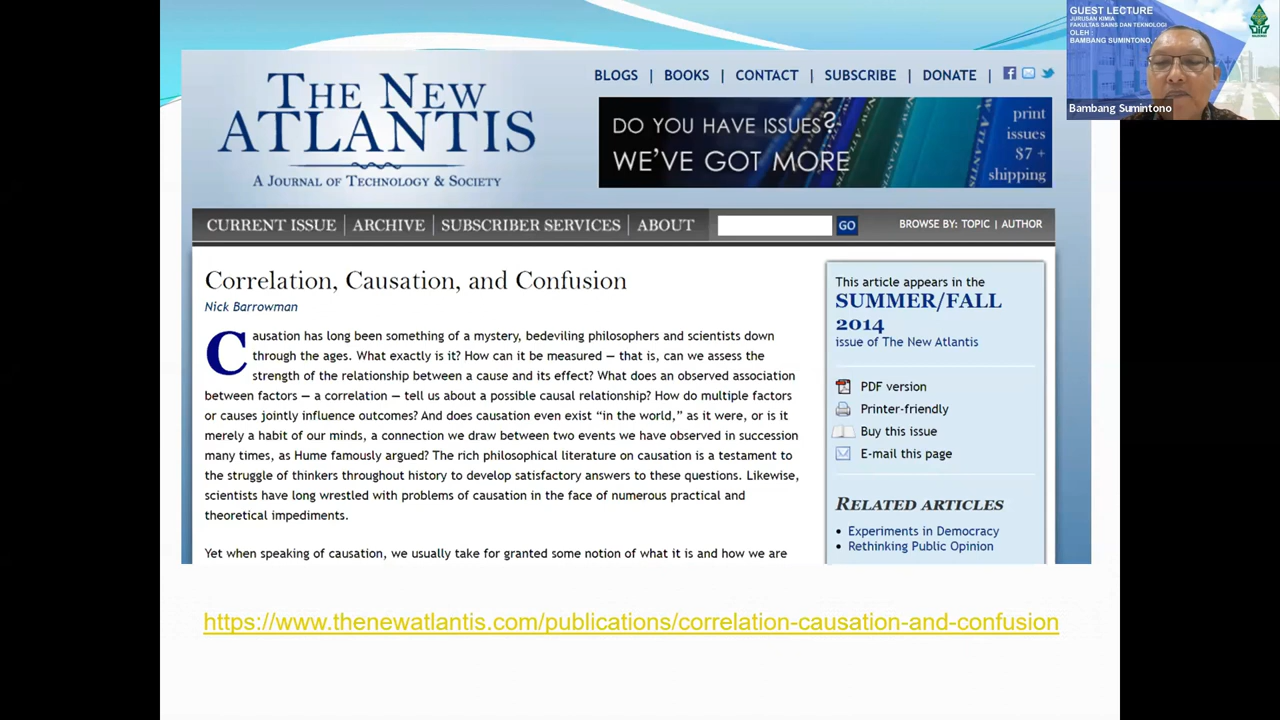 GUEST LECTURE
JURUSAN KIMIA
FAKULTAS SAINS DAN TEKNOLOGI
OLEH :
BAMBANG SUMINTONO,
Bambang Sumintono
THE NEW
ATLANTIS
A JOURNAL OF TECHNOLOGY & SOCIETY
BLOGS | BOOKS | CONTACT | SUBSCRIBE | DONATE |
DO YOU HAVE ISSUES?
WE'VE GOT MORE
print
issues
$7 +
shipping
CURRENT ISSUE | ARCHIVE | SUBSCRIBER SERVICES | ABOUT
GO
BROWSE BY: TOPIC | AUTHOR
Correlation, Causation, and Confusion
Nick Barrowman
Causation has long been something of a mystery, bedeviling philosophers and scientists down
through the ages. What exactly is it? How can it be measured — that is, can we assess the
strength of the relationship between a cause and its effect? What does an observed association
between factors — a correlation — tell us about a possible causal relationship? How do multiple factors
or causes jointly influence outcomes? And does causation even exist “in the world,” as it were, or is it
merely a habit of our minds, a connection we draw between two events we have observed in succession
many times, as Hume famously argued? The rich philosophical literature on causation is a testament to
the struggle of thinkers throughout history to develop satisfactory answers to these questions. Likewise,
scientists have long wrestled with problems of causation in the face of numerous practical and
theoretical impediments.
Yet when speaking of causation, we usually take for granted some notion of what it is and how we are
This article appears in the
SUMMER/FALL
2014
issue of The New Atlantis
PDF version
Printer-friendly
Buy this issue
E-mail this page
RELATED ARTICLES
• Experiments in Democracy
• Rethinking Public Opinion
https://www.thenewatlantis.com/publications/correlation-causation-and-confusion